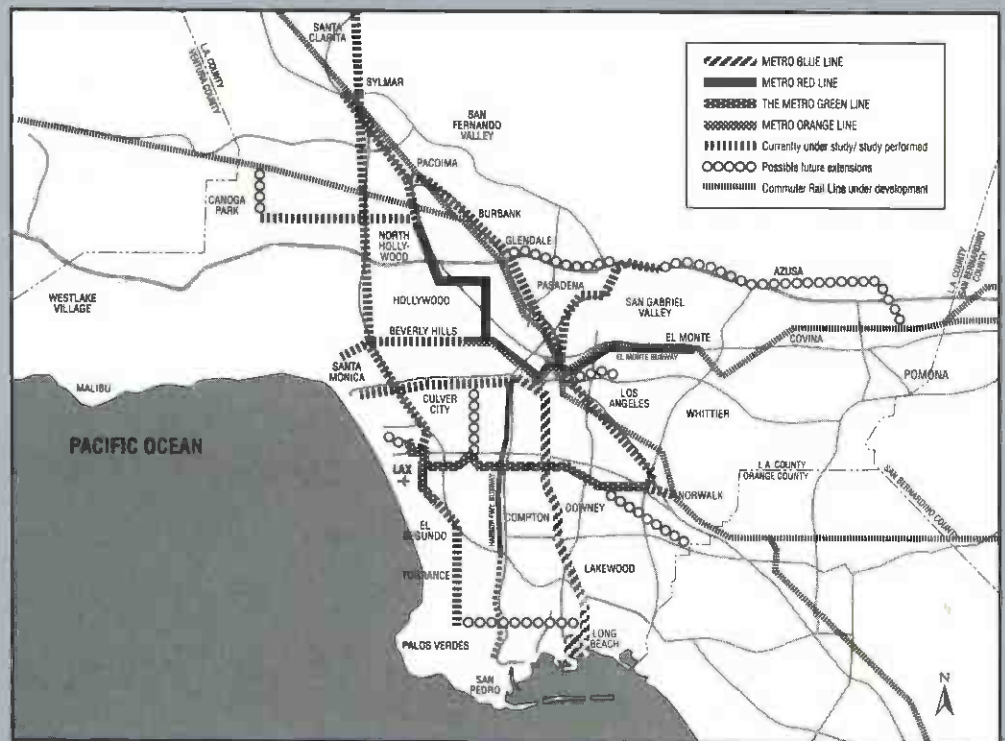 SANTA
CLARITA
L.A. COUNTY
VENTURA COUNTY
SYLMAR
SAN
FERNANDO
VALLEY
METRO BLUE LINE
METRO RED LINE
THE METRO GREEN LINE
METRO ORANGE LINE
Currently under study/ study performed
Possible future extensions
Commuter Rail Line under development
PACOIMA
CANOGA
PARK
BURBANK
NORTH
HOLLY-
WOOD
GLENDALE
L.A. COUNTY
SAN BERNARDINO
COUNTY
AZUSA
PASADENA
WESTLAKE
VILLAGE
HOLLYWOOD
SAN GABRIEL
VALLEY
BEVERLY HILLS
EL MONTE
COVINA
EL MONTE BUSWAY
SANTA
MONICA
POMONA
MALIBU
CULVER
CITY
LOS
ANGELES
WHITTIER
PACIFIC OCEAN
LAX
L.A. COUNTY
ORANGE COUNTY
SAN BERNARDINO COUNTY
NORWALK
HARBOR FWY. BUSWAY
COMPTON
DOWNEY
EL
SEGUNDO
TORRANCE
LAKEWOOD
PALOS VERDES
LONG
BEACH
SAN
PEDRO
N